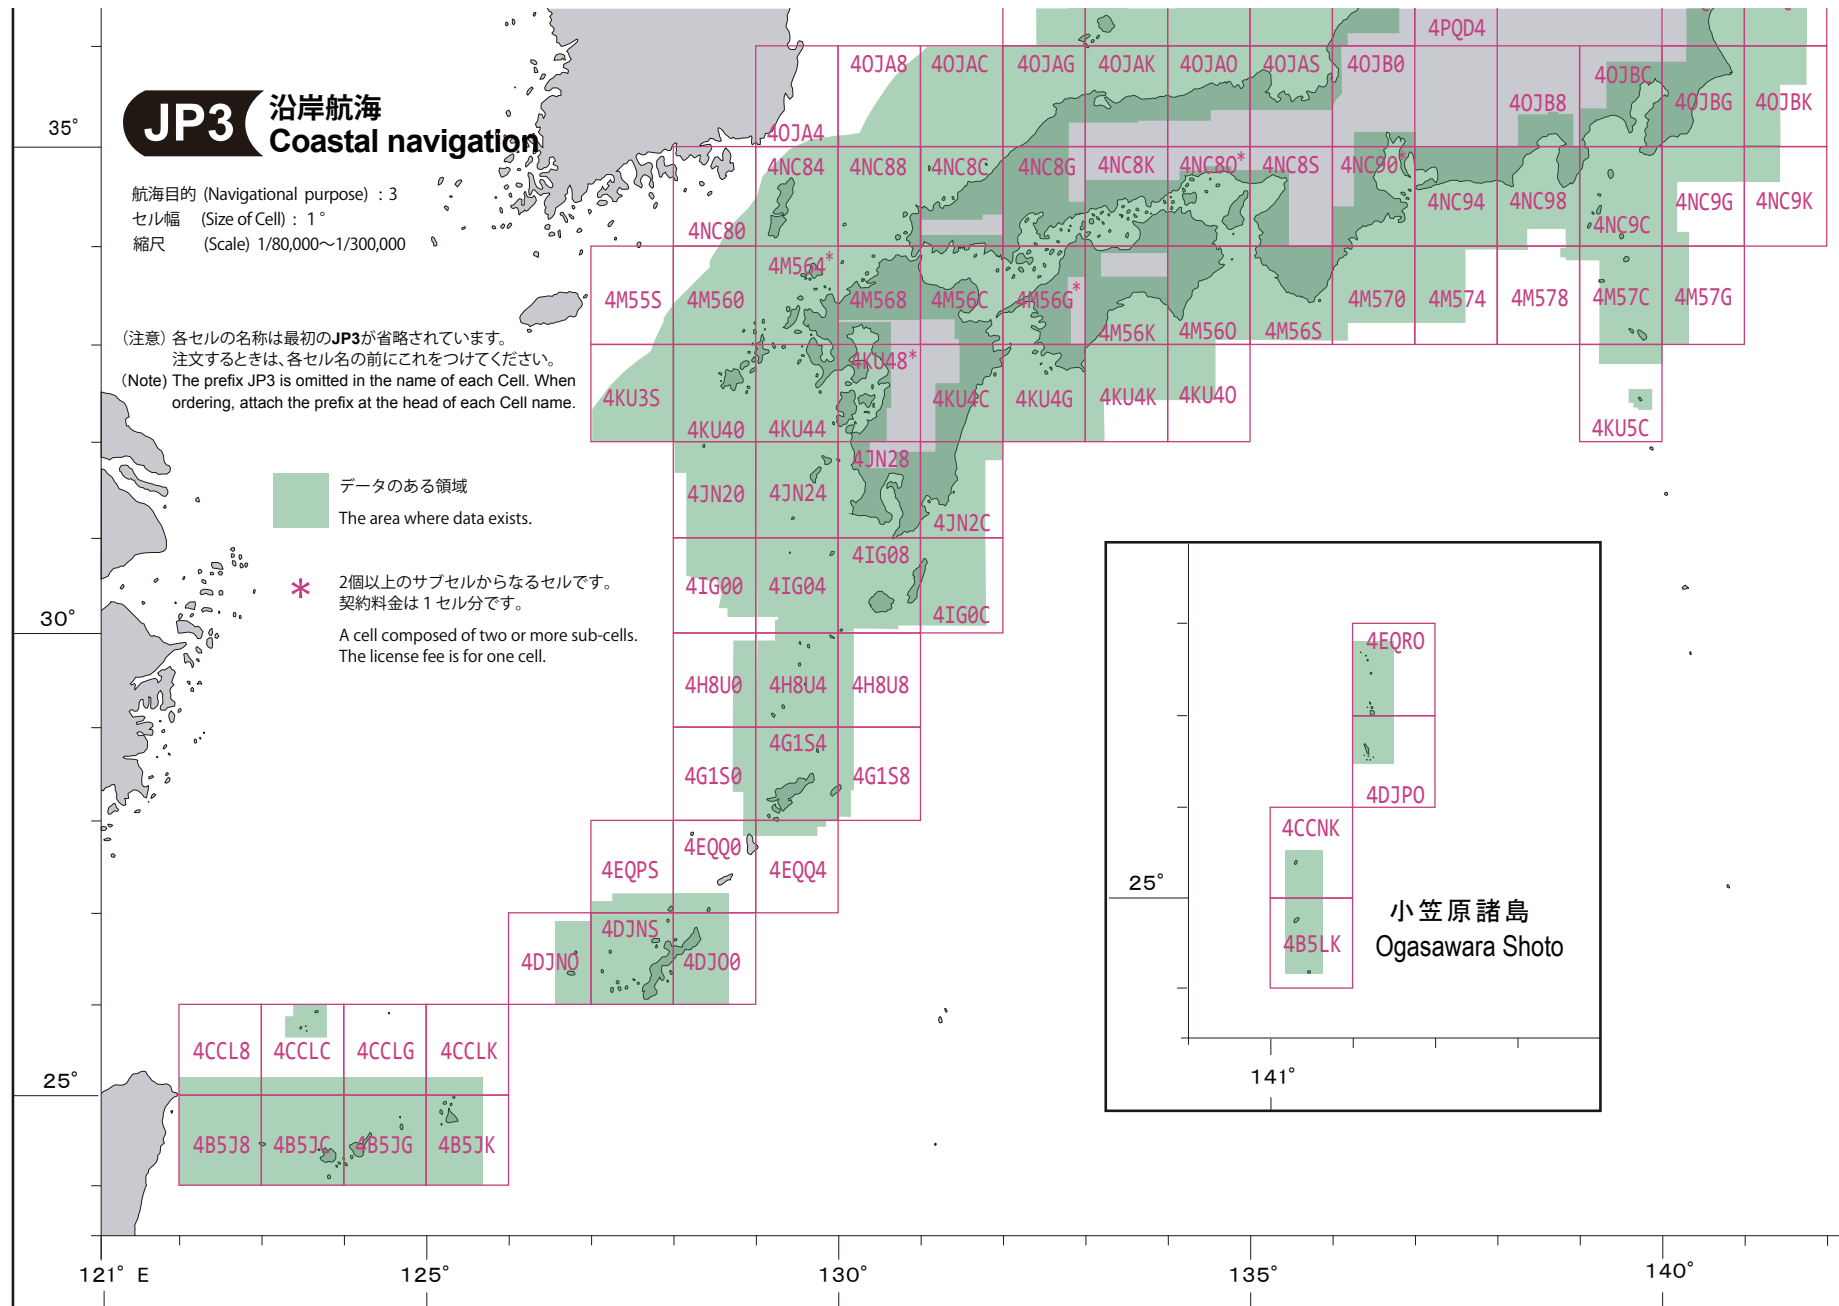 JP3 沿岸航海
Coastal navigation
航海目的 (Navigational purpose) : 3
セル幅 (Size of Cell) : 1°
縮尺 (Scale) 1/80,000～1/300,000
(注意) 各セルの名称は最初のJP3が省略されています。
注文するときは、各セル名の前にこれをつけてください。
(Note) The prefix JP3 is omitted in the name of each Cell. When
ordering, attach the prefix at the head of each Cell name.
データのある領域
The area where data exists.
* 2個以上のサブセルからなるセルです。
契約料金は1セル分です。
A cell composed of two or more sub-cells.
The license fee is for one cell.
4PQD4
4OJA8 4OJAC 4OJAG 4OJAK 4OJAO 4OJAS 4OJB0 4OJBC
4OJB8 4OJBG 4OJBK
35° 4OJA4
4NC84 4NC88 4NC8C 4NC8G 4NC8K 4NC8O* 4NC8S 4NC90*
4NC94 4NC98 4NC9G 4NC9K
4NC80 4NC9C
4M564*
4M55S 4M560 4M568 4M56C 4M56G* 4M570 4M574 4M578 4M57C 4M57G
4M56K 4M56O 4M56S
4KU48*
4KU3S 4KU4C 4KU4G 4KU4K 4KU4O
4KU40 4KU44 4KU5C
4JN28
4JN20 4JN24
4JN2C
4IG08
4IG00 4IG04
4IG0C
30°
4H8U0 4H8U4 4H8U8
4G1S4
4G1S0 4G1S8
4EQQ0
4EQPS 4EQQ4
4DJNS
4DJNO 4DJO0
4CCL8 4CCLC 4CCLG 4CCLK
25°
4B5J8 4B5JC 4B5JG 4B5JK
121° E 125° 130° 135° 140°
4EQRO
4DJPO
4CCNK
25°
4B5LK
小笠原諸島
Ogasawara Shoto
141°